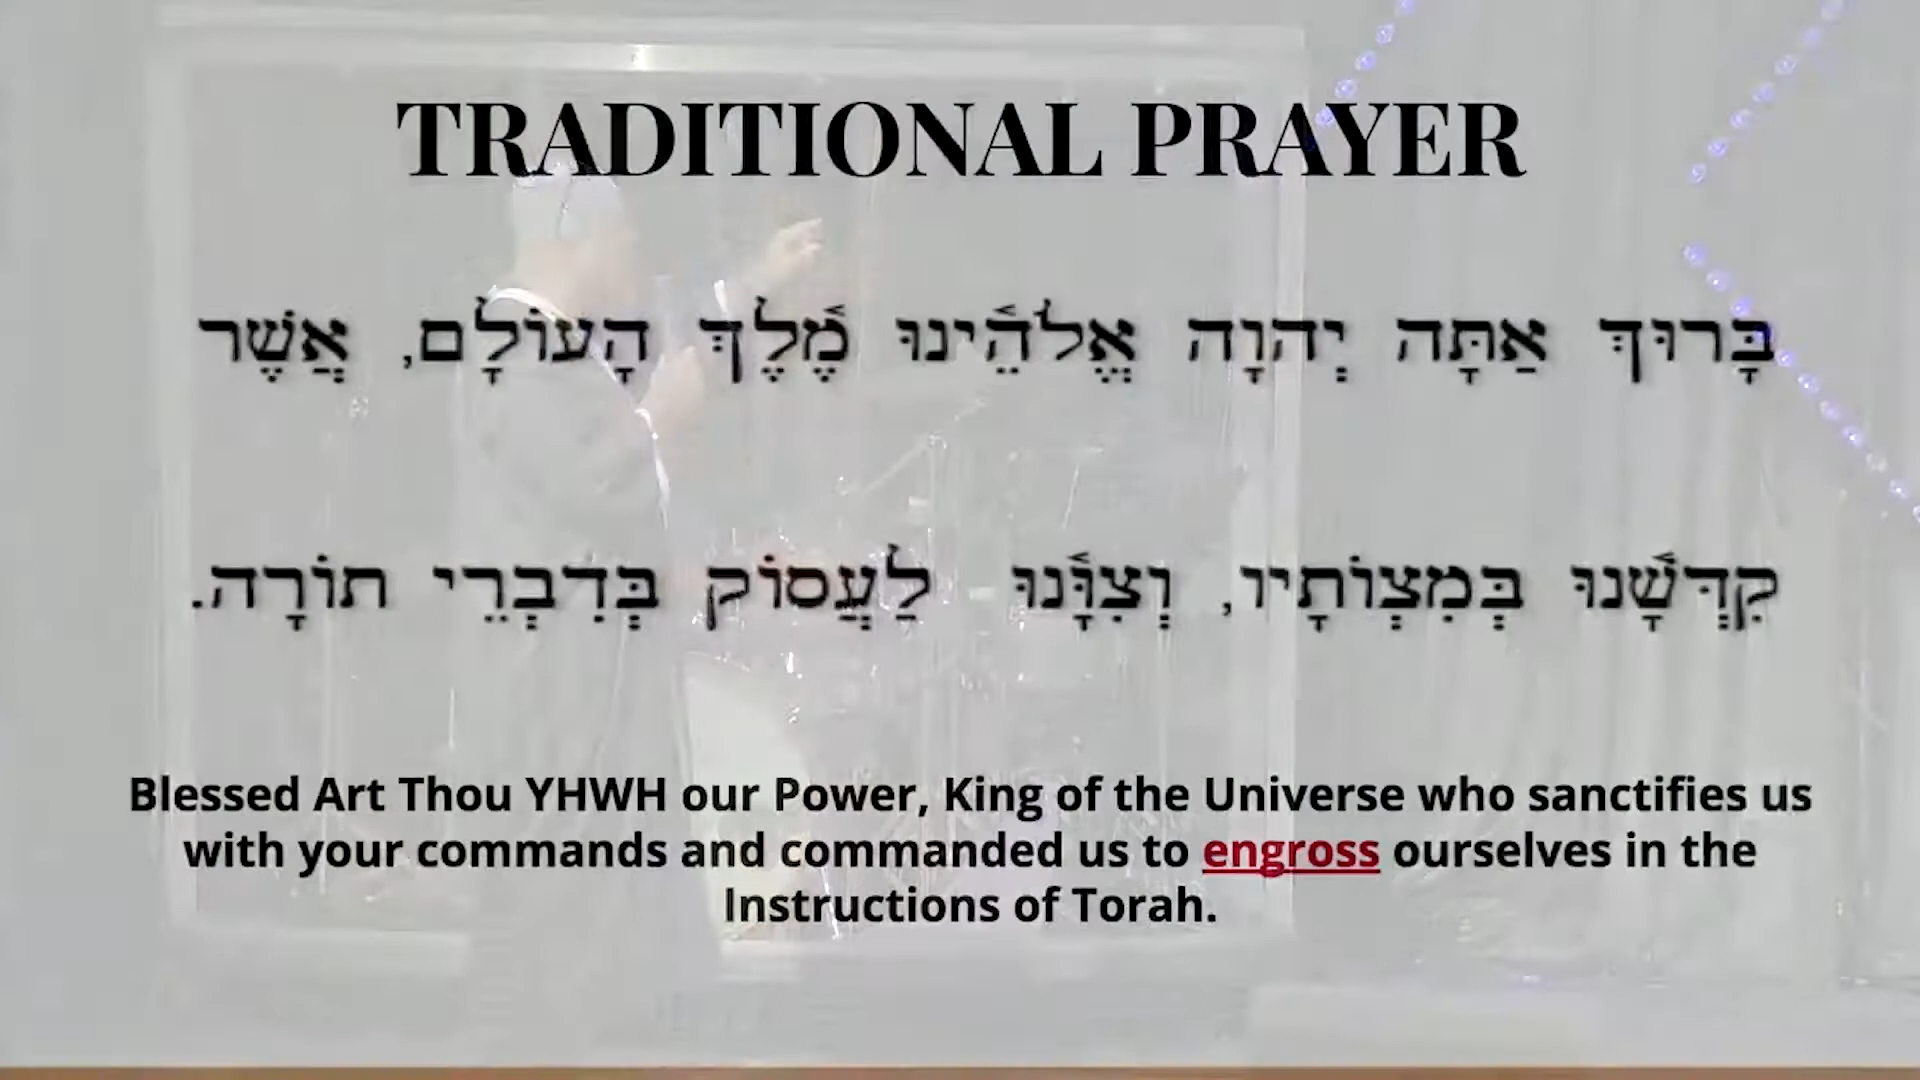 TRADITIONAL PRAYER
בָּרוּךְ אַתָּה יְהוָה אֱלֹהֵ֫ינוּ מֶ֫לֶךְ הָעוֹלָם, אֲשֶׁר
קִדְּשָׁ֫נוּ בְּמִצְוֹתָיו, וְצִוָּ֫נוּ לַעֲסוֹק בְּדִבְרֵי תוֹרָה.
Blessed Art Thou YHWH our Power, King of the Universe who sanctifies us
with your commands and commanded us to engross ourselves in the
Instructions of Torah.